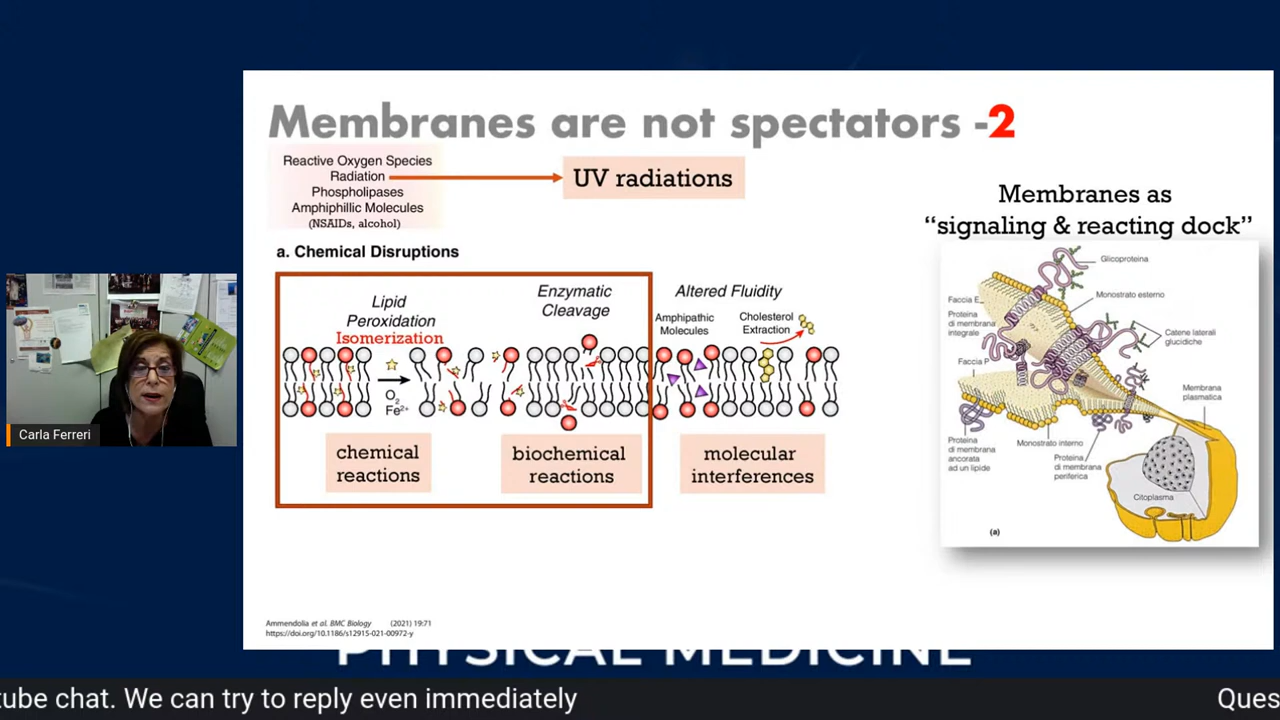 Membranes are not spectators -2
Reactive Oxygen Species
Radiation
Phospholipases
Amphiphillic Molecules
(NSAIDs, alcohol)
UV radiations
a. Chemical Disruptions
Lipid
Peroxidation
Isomerization
Enzymatic
Cleavage
Altered Fluidity
Amphipathic
Molecules
Cholesterol
Extraction
O2
Fe2+
chemical
reactions
biochemical
reactions
molecular
interferences
Membranes as
“signaling & reacting dock”
Glicoproteina
Faccia E
Monostrato esterno
Proteina
di membrana
integrale
Catene laterali
glucidiche
Faccia P
Membrana
plasmatica
Proteina
di membrana
ancorata
ad un lipide
Monostrato interno
Proteina
di membrana
periferica
Citoplasma
(a)
Carla Ferreri
Ammendolia et al. BMC Biology (2021) 19:71
https://doi.org/10.1186/s12915-021-00972-y
PHYSICAL MEDICINE
tube chat. We can try to reply even immediately
Ques